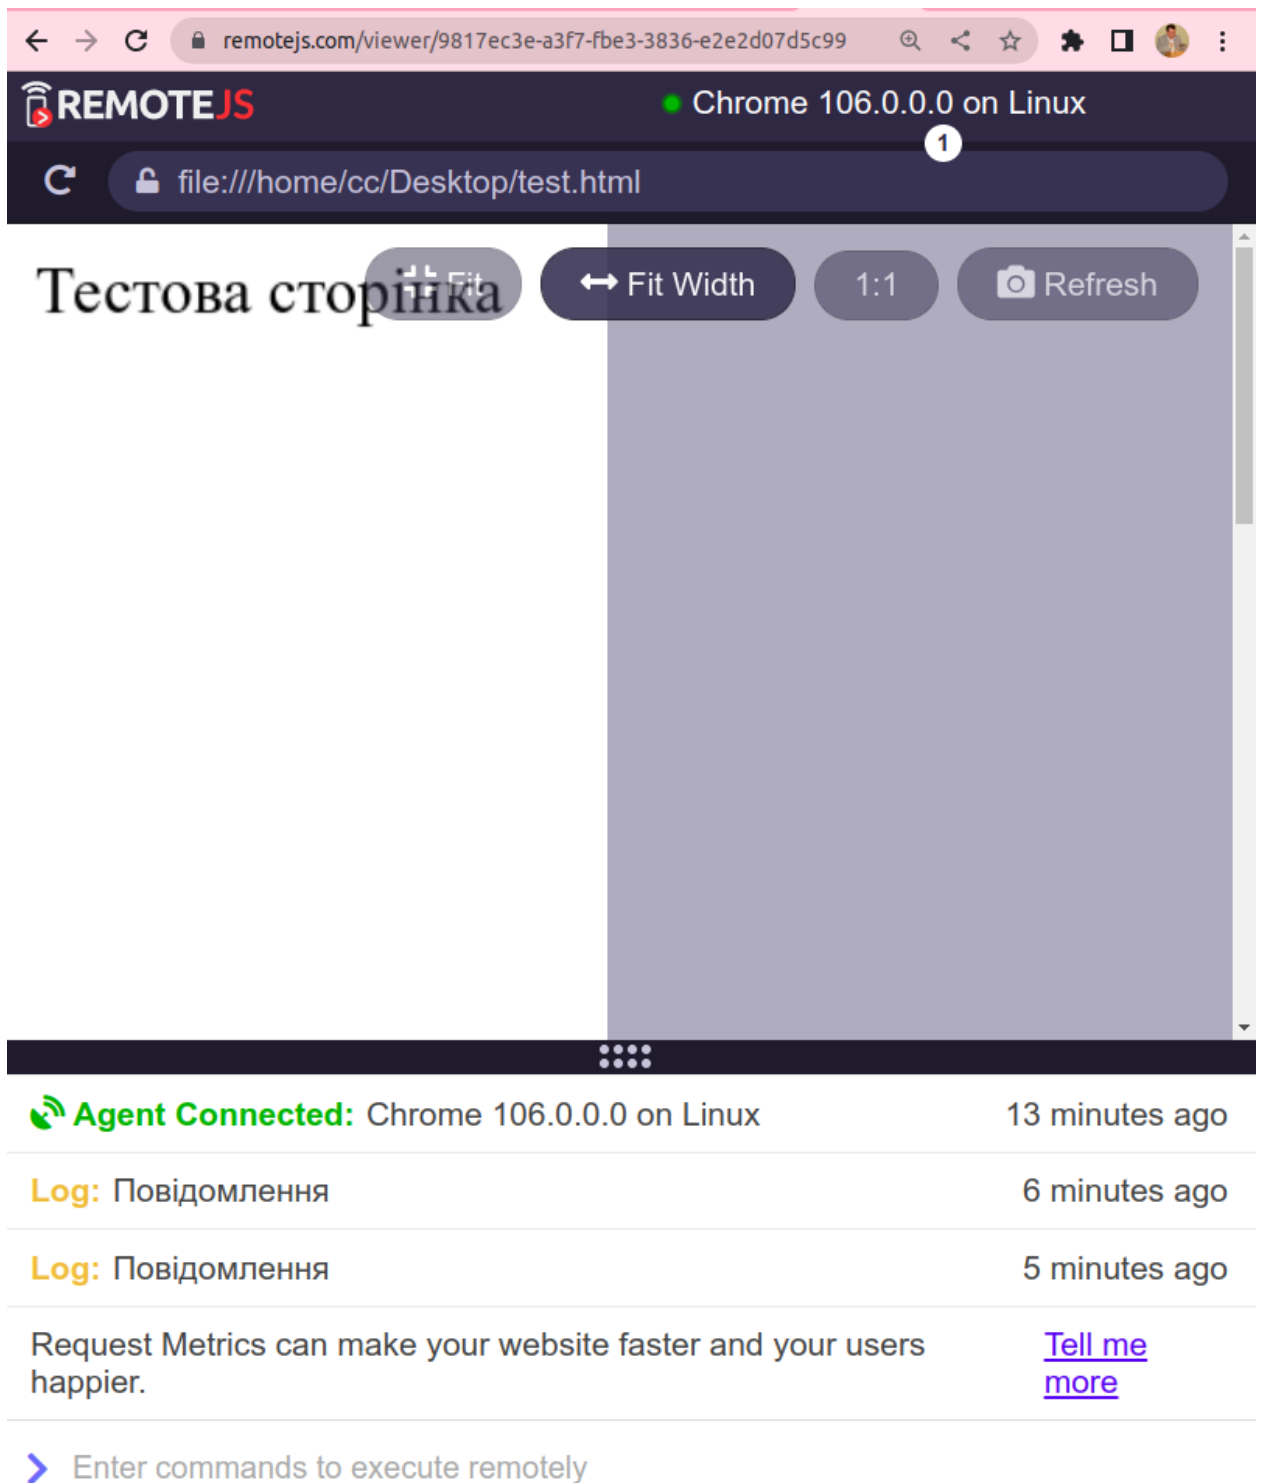 remotejs.com/viewer/9817ec3e-a3f7-fbe3-3836-e2e2d07d5c99
REMOTEJS
Chrome 106.0.0.0 on Linux
1
file:///home/cc/Desktop/test.html
Тестова сторінка
Fit
Fit Width
1:1
Refresh
Agent Connected: Chrome 106.0.0.0 on Linux 13 minutes ago
Log: Повідомлення 6 minutes ago
Log: Повідомлення 5 minutes ago
Request Metrics can make your website faster and your users
happier.
Tell me
more
Enter commands to execute remotely